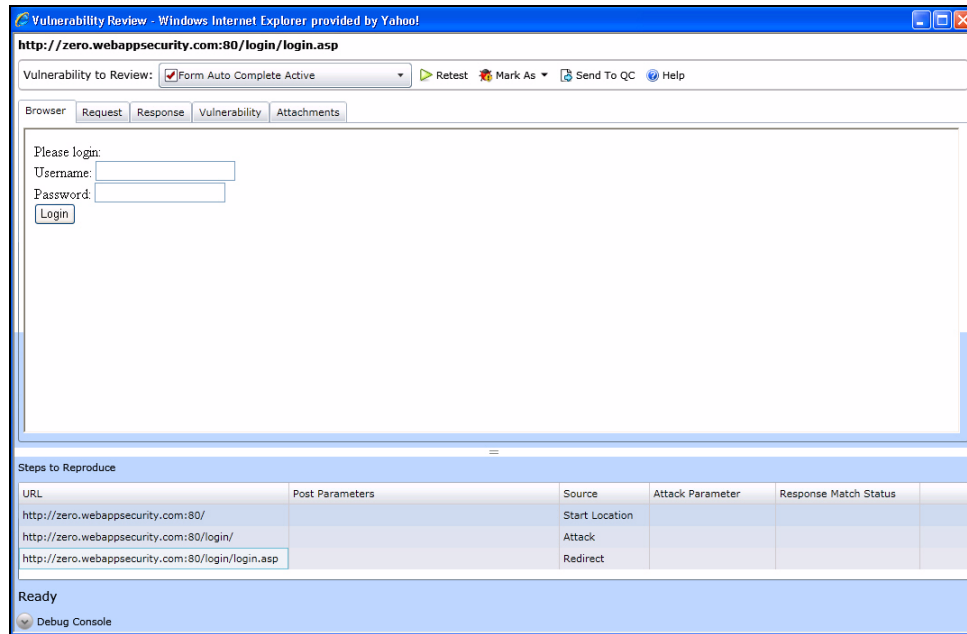 Vulnerability Review - Windows Internet Explorer provided by Yahoo!
http://zero.webappsecurity.com:80/login/login.asp
Vulnerability to Review: Form Auto Complete Active Retest Mark As Send To QC Help
Browser Request Response Vulnerability Attachments
Please login:
Username:
Password:
Login
Steps to Reproduce
URL Post Parameters Source Attack Parameter Response Match Status
http://zero.webappsecurity.com:80/ Start Location
http://zero.webappsecurity.com:80/login/ Attack
http://zero.webappsecurity.com:80/login/login.asp Redirect
Ready
Debug Console